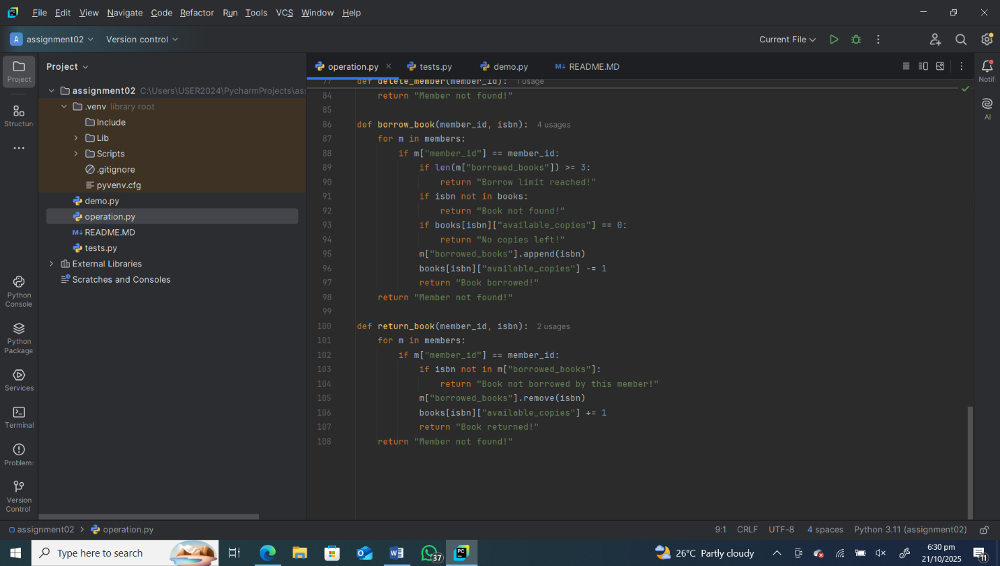 File Edit View Navigate Code Refactor Run Tools VCS Window Help
A assignment02 Version control Current File
Project
Project
operation.py tests.py demo.py README.MD
Notifi
assignment02 C:\Users\USER2024\PycharmProjects\ass
.venv library root
Include
Lib
Scripts
.gitignore
pyvenv.cfg
demo.py
operation.py
README.MD
tests.py
External Libraries
Scratches and Consoles
Structure
Python Console
Python Package
Services
Terminal
Problems
Version Control
77 def delete_member(member_id): 1 usage
84 return "Member not found!"
85
86 def borrow_book(member_id, isbn): 4 usages
87 for m in members:
88 if m["member_id"] == member_id:
89 if len(m["borrowed_books"]) >= 3:
90 return "Borrow limit reached!"
91 if isbn not in books:
92 return "Book not found!"
93 if books[isbn]["available_copies"] == 0:
94 return "No copies left!"
95 m["borrowed_books"].append(isbn)
96 books[isbn]["available_copies"] -= 1
97 return "Book borrowed!"
98 return "Member not found!"
99
100 def return_book(member_id, isbn): 2 usages
101 for m in members:
102 if m["member_id"] == member_id:
103 if isbn not in m["borrowed_books"]:
104 return "Book not borrowed by this member!"
105 m["borrowed_books"].remove(isbn)
106 books[isbn]["available_copies"] += 1
107 return "Book returned!"
108 return "Member not found!"
AI
assignment02 > operation.py 9:1 CRLF UTF-8 4 spaces Python 3.11 (assignment02)
Type here to search 37 26°C Partly cloudy 6:30 pm
21/10/2025 11